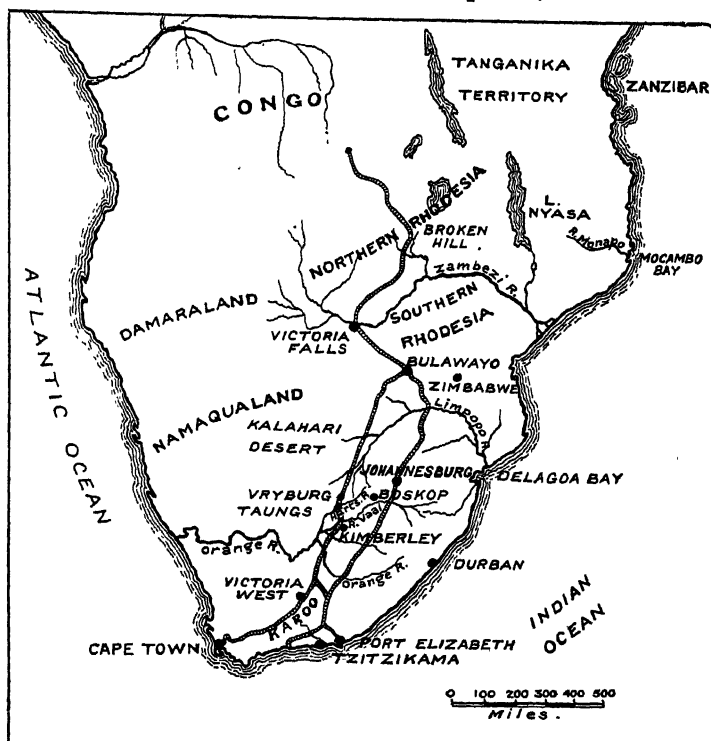 TANGANIKA
TERRITORY
ZANZIBAR
CONGO
L.
NYASA
NORTHERN RHODESIA
BROKEN
HILL.
R. Monapo
MOCAMBO
BAY
Zambezi R.
ATLANTIC OCEAN
DAMARALAND
SOUTHERN
RHODESIA
VICTORIA
FALLS
BULAWAYO
ZIMBABWE
NAMAQUALAND
Limpopo R.
KALAHARI
DESERT
JOHANNESBURG
DELAGOA BAY
VRYBURG
BOSKOP
TAUNGS
Harts. R.
R. Vaal
KIMBERLEY
Orange R.
Orange R.
DURBAN
VICTORIA
WEST
KAROO
INDIAN
OCEAN
CAPE TOWN
PORT ELIZABETH
TZITZIKAMA
0 100 200 300 400 500
Miles.